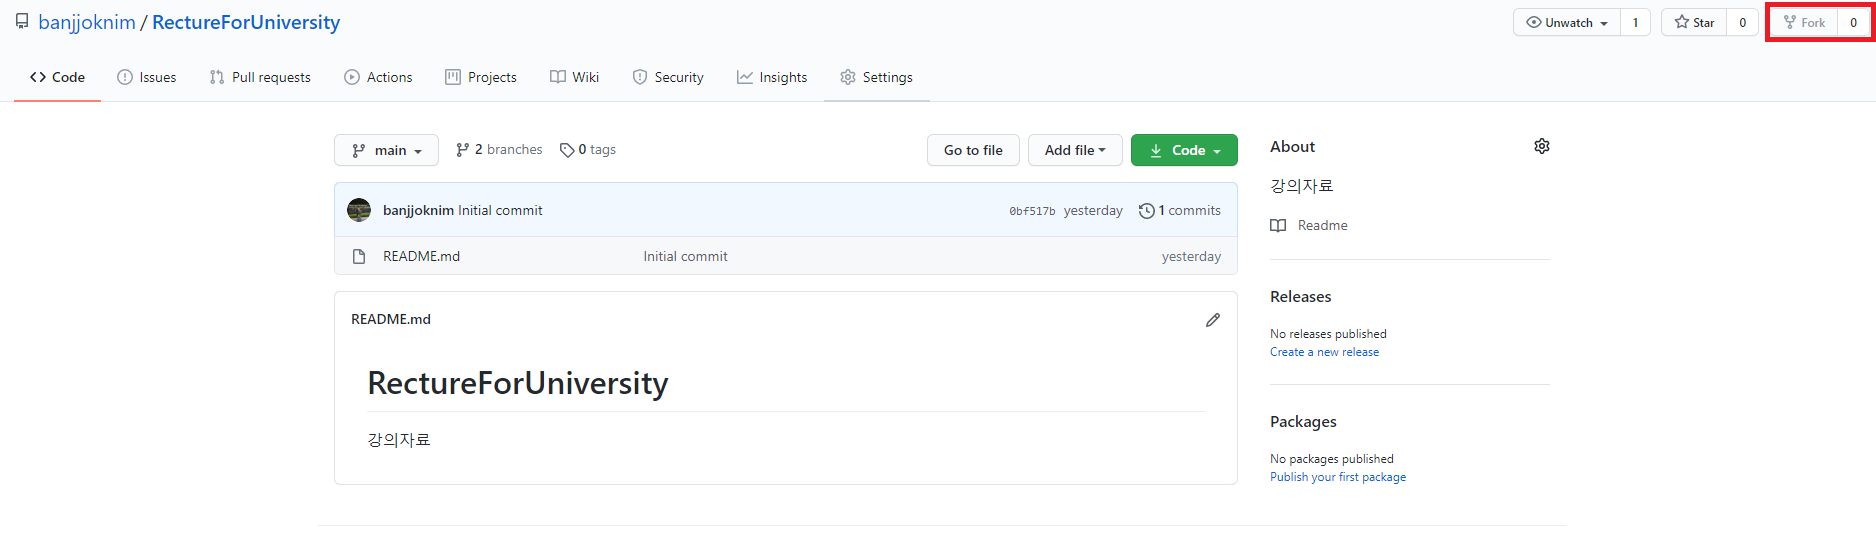 banjjoknim / RectureForUniversity
Unwatch 1 Star 0 Fork 0
Code Issues Pull requests Actions Projects Wiki Security Insights Settings
main 2 branches 0 tags Go to file Add file Code
banjjoknim Initial commit 0bf517b yesterday 1 commits
README.md Initial commit yesterday
README.md
RectureForUniversity
강의자료
About
강의자료
Readme
Releases
No releases published
Create a new release
Packages
No packages published
Publish your first package